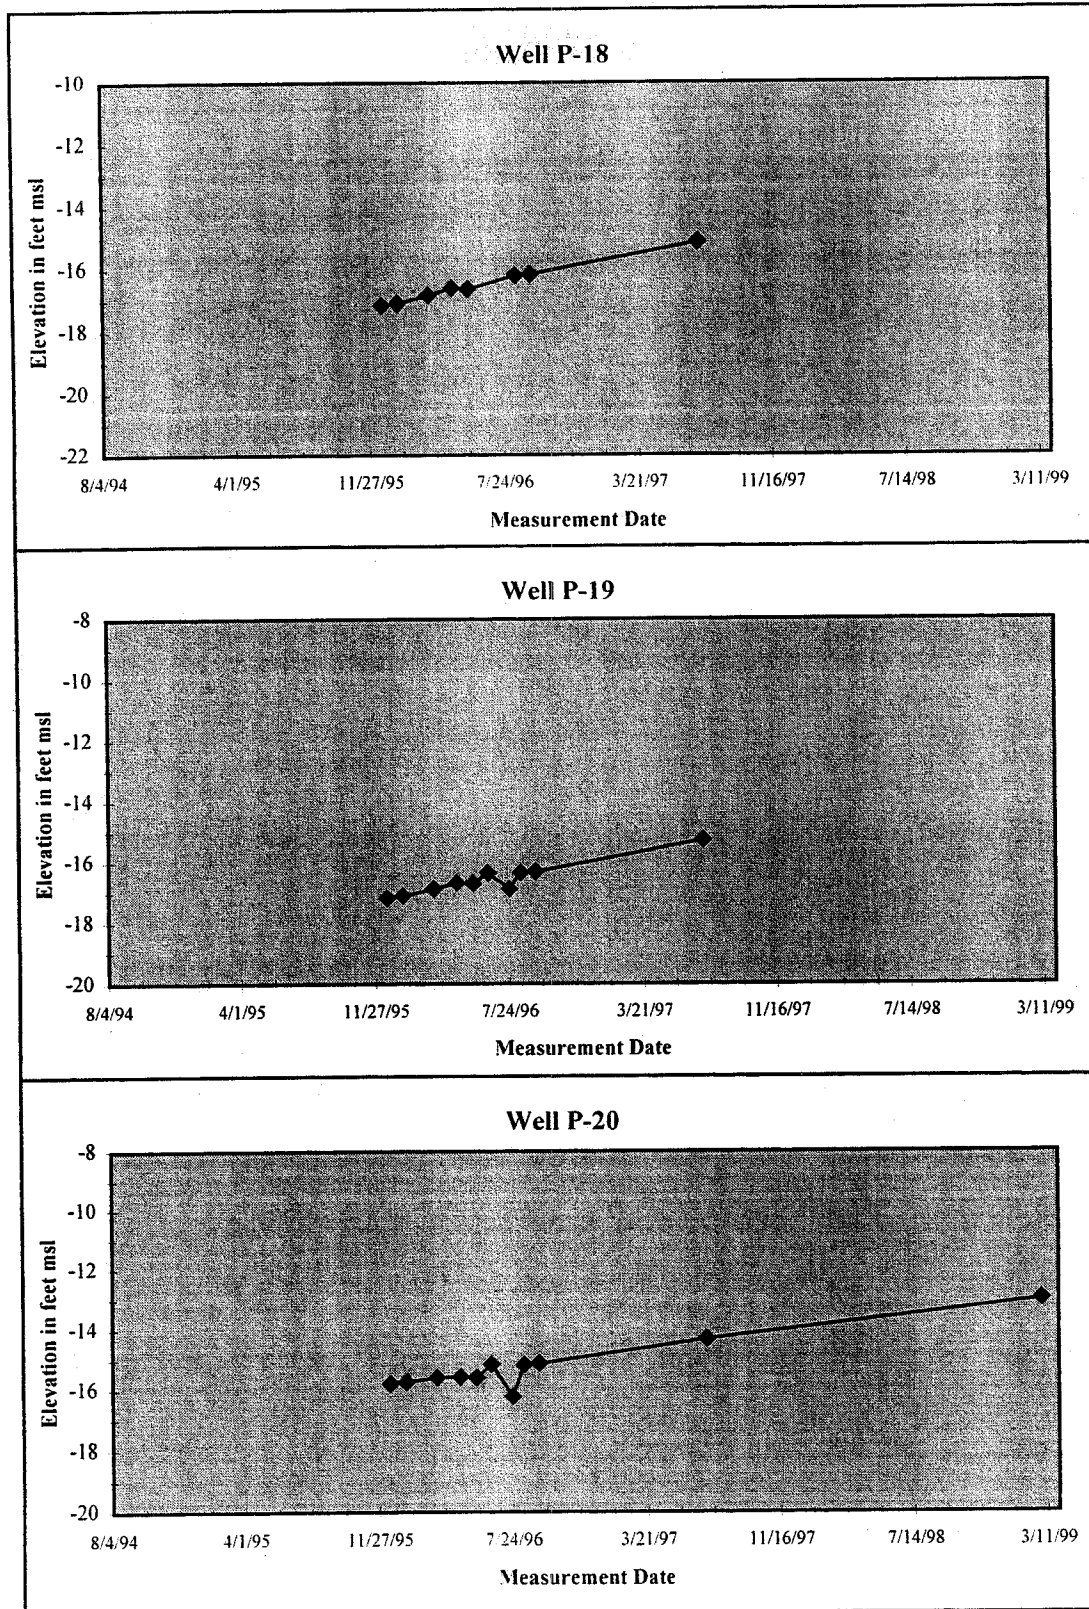 Well P-18
-10
-12
-14
-16
-18
-20
-22
Elevation in feet msl
8/4/94 4/1/95 11/27/95 7/24/96 3/21/97 11/16/97 7/14/98 3/11/99
Measurement Date
Well P-19
-8
-10
-12
-14
-16
-18
-20
Elevation in feet msl
8/4/94 4/1/95 11/27/95 7/24/96 3/21/97 11/16/97 7/14/98 3/11/99
Measurement Date
Well P-20
-8
-10
-12
-14
-16
-18
-20
Elevation in feet msl
8/4/94 4/1/95 11/27/95 7/24/96 3/21/97 11/16/97 7/14/98 3/11/99
Measurement Date